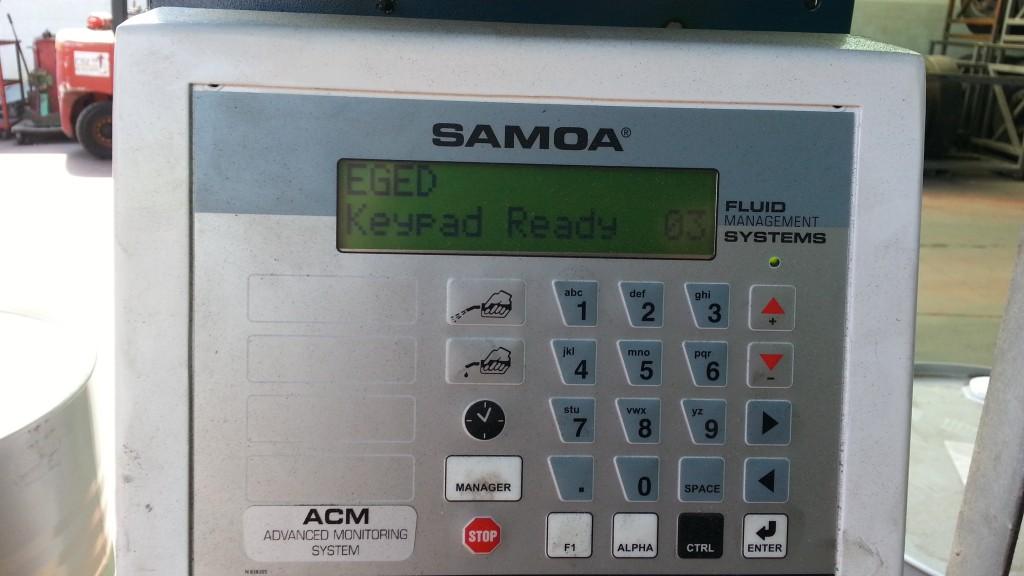 SAMOA®
EGED
Keypad Ready 03
FLUID
MANAGEMENT
SYSTEMS
abc 1
def 2
ghi 3
+
jkl 4
mno 5
pqr 6
-
stu 7
vwx 8
yz 9
MANAGER
. 0 SPACE
ACM
ADVANCED MONITORING
SYSTEM
STOP
F1
ALPHA
CTRL
ENTER